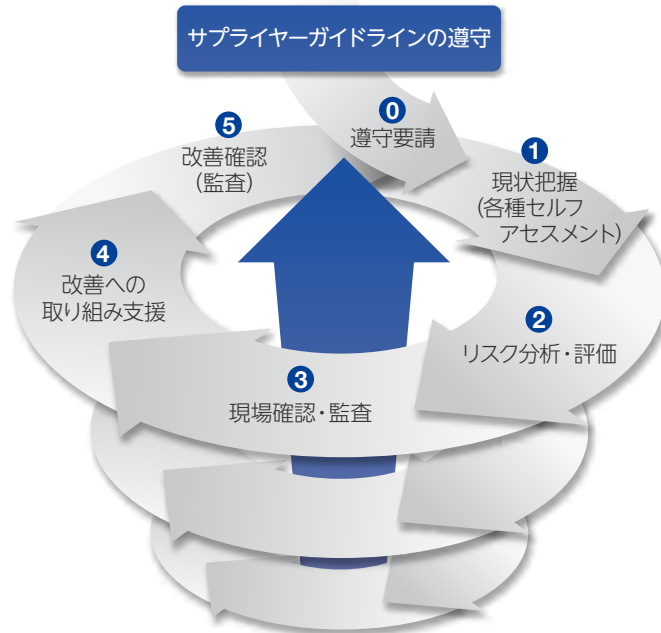 サプライヤーガイドラインの遵守
0
遵守要請
1
現状把握
(各種セルフ
アセスメント)
2
リスク分析・評価
3
現場確認・監査
4
改善への
取り組み支援
5
改善確認
(監査)